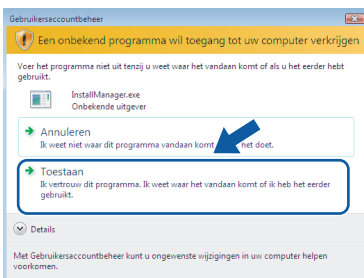 Gebruikersaccountbeheer
Een onbekend programma wil toegang tot uw computer verkrijgen
Voer het programma niet uit tenzij u weet waar het vandaan komt of als u het eerder hebt
gebruikt.
InstallManager.exe
Onbekende uitgever
Annuleren
Ik weet niet waar dit programma vandaan komt het doet.
Toestaan
Ik vertrouw dit programma. Ik weet waar het vandaan komt of ik heb het eerder
gebruikt.
Details
Met Gebruikersaccountbeheer kunt u ongewenste wijzigingen in uw computer helpen
voorkomen.